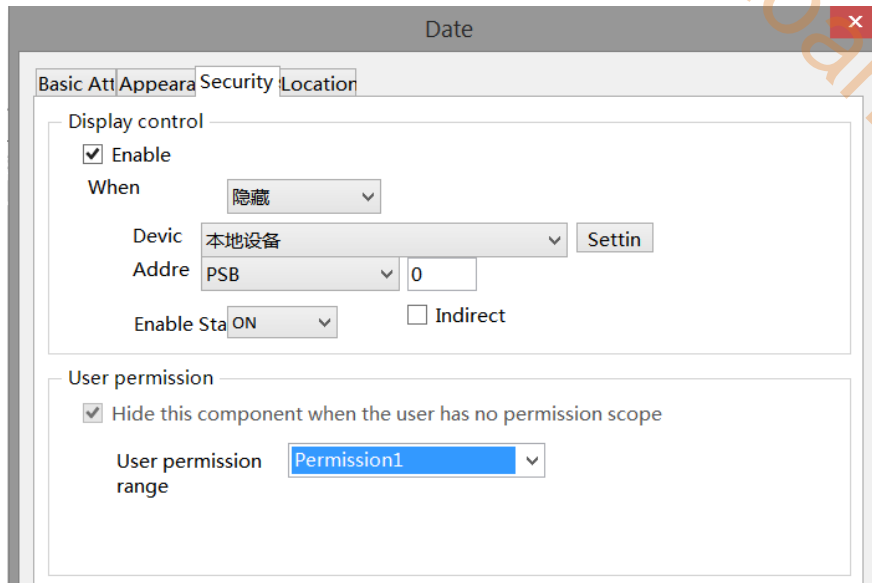 Date
Basic Att Appeara Security Location
Display control
Enable
When 隐藏
Devic 本地设备 Settin
Addre PSB 0
Enable Sta ON Indirect
User permission
Hide this component when the user has no permission scope
User permission Permission1
range